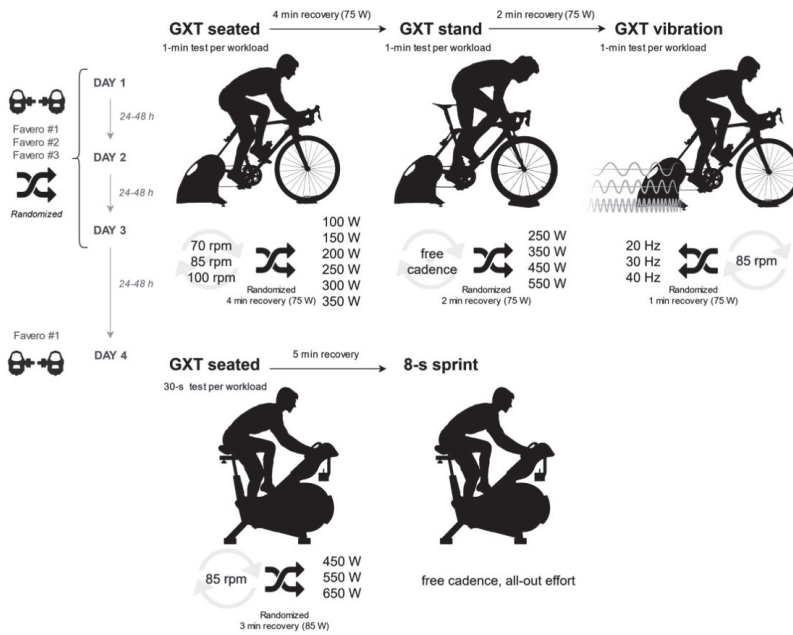 GXT seated
4 min recovery (75 W)
GXT stand
2 min recovery (75 W)
GXT vibration
1-min test per workload
1-min test per workload
1-min test per workload
DAY 1
24-48 h
Favero #1
Favero #2
Favero #3
DAY 2
Randomized
24-48 h
DAY 3
70 rpm
85 rpm
100 rpm
Randomized
4 min recovery (75 W)
100 W
150 W
200 W
250 W
300 W
350 W
free
cadence
Randomized
2 min recovery (75 W)
250 W
350 W
450 W
550 W
20 Hz
30 Hz
40 Hz
Randomized
1 min recovery (75 W)
85 rpm
24-48 h
Favero #1
DAY 4
GXT seated
5 min recovery
8-s sprint
30-s test per workload
85 rpm
Randomized
3 min recovery (85 W)
450 W
550 W
650 W
free cadence, all-out effort